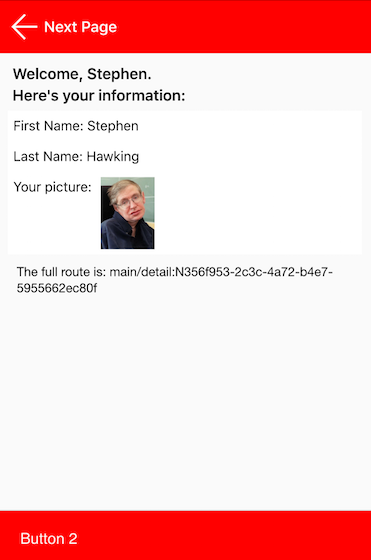 Next Page
Welcome, Stephen.
Here's your information:
First Name: Stephen
Last Name: Hawking
Your picture:
The full route is: main/detail:N356f953-2c3c-4a72-b4e7-
5955662ec80f
Button 2